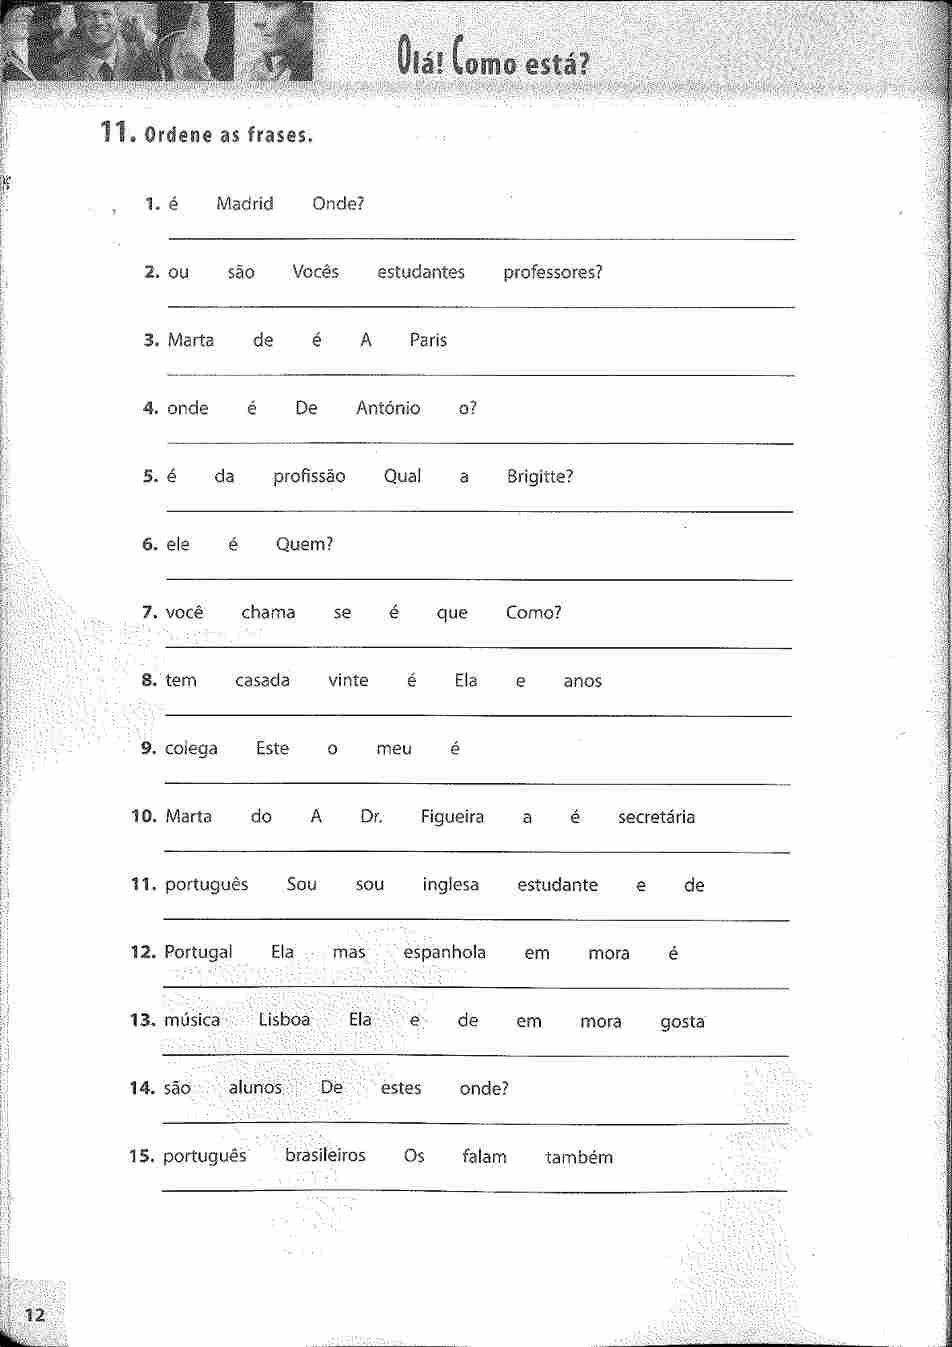 Olá! Como está?
11. Ordene as frases.
1. é Madrid Onde?
2. ou são Vocês estudantes professores?
3. Marta de é A Paris
4. onde é De António o?
5. é da profissão Qual a Brigitte?
6. ele é Quem?
7. você chama se é que Como?
8. tem casada vinte é Ela e anos
9. colega Este o meu é
10. Marta do A Dr. Figueira a é secretária
11. português Sou sou inglesa estudante e de
12. Portugal Ela mas espanhola em mora é
13. música Lisboa Ela e de em mora gosta
14. são alunos De estes onde?
15. português brasileiros Os falam também
12